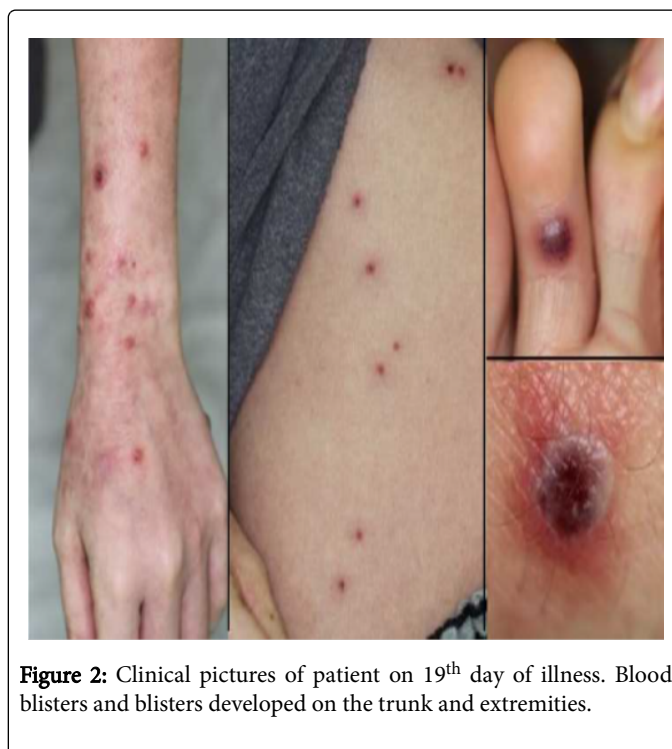 Figure 2: Clinical pictures of patient on 19th day of illness. Blood
blisters and blisters developed on the trunk and extremities.